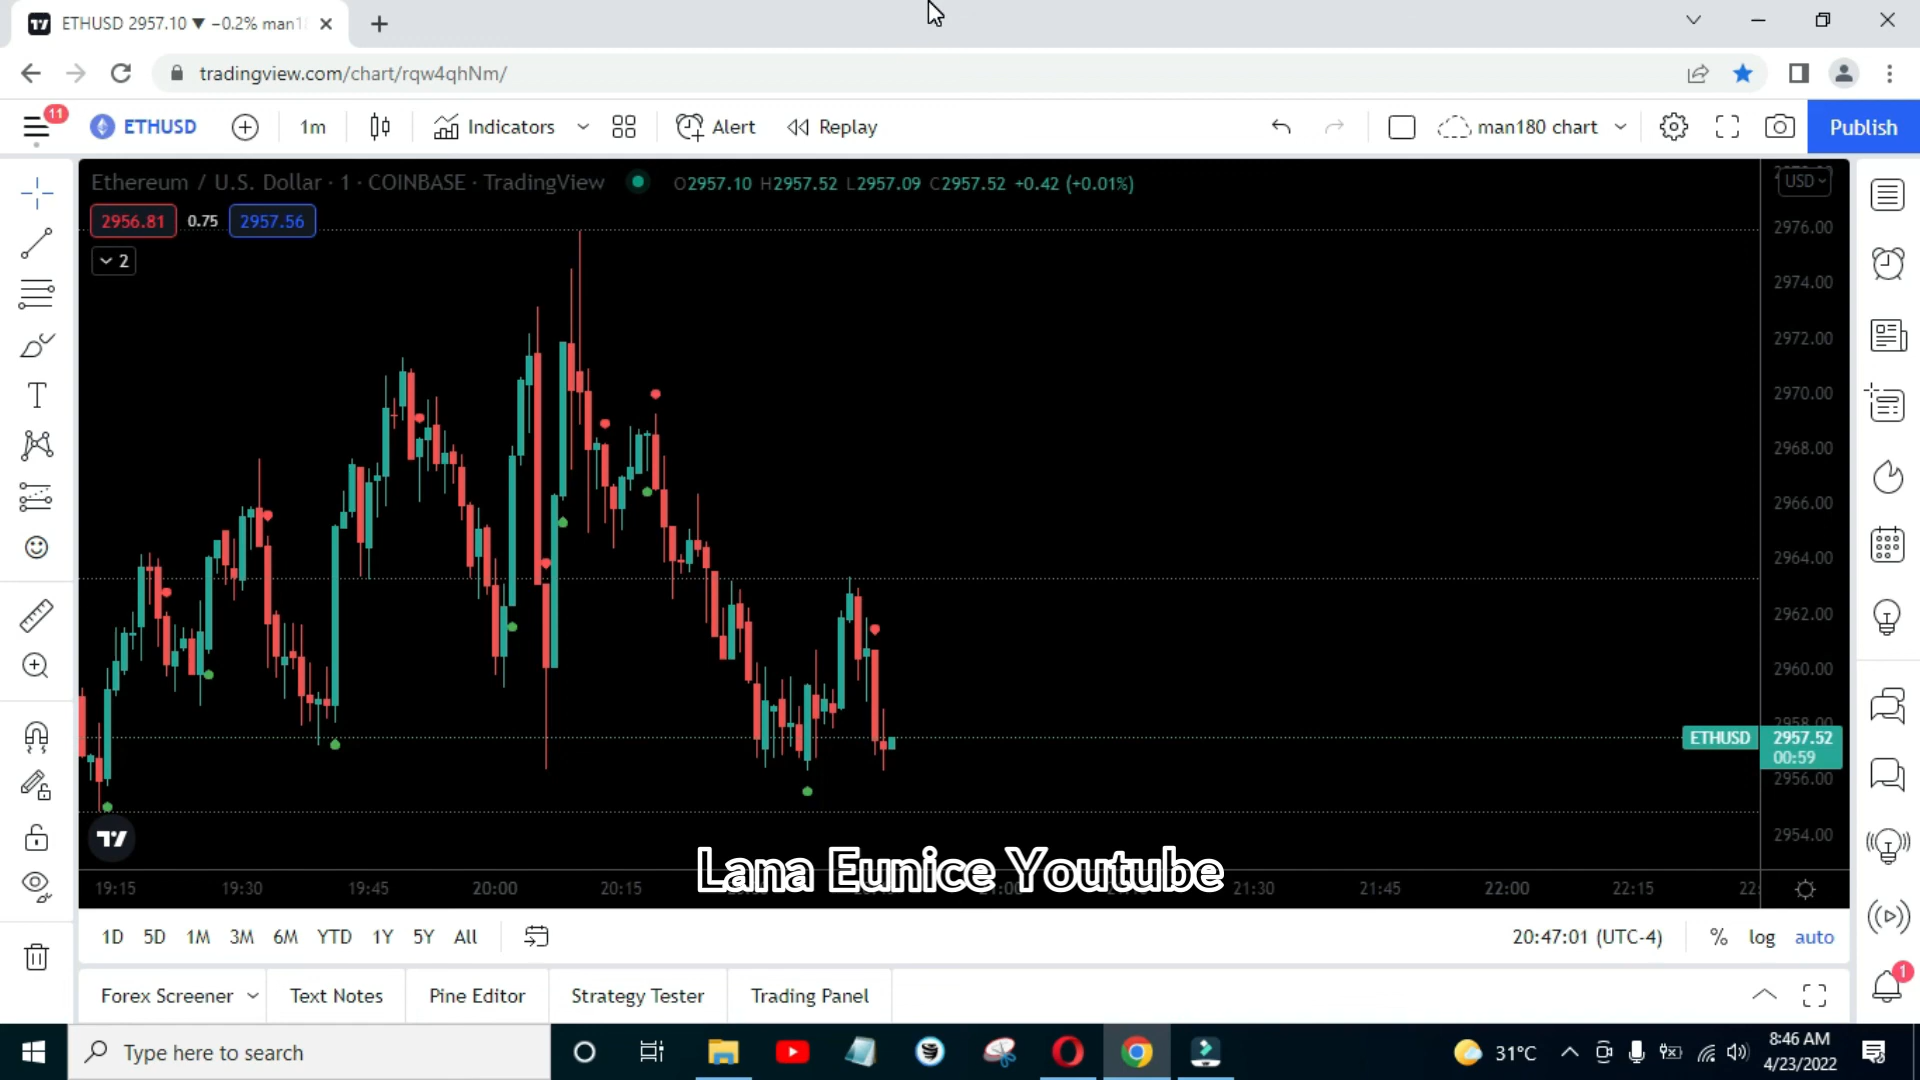 ETHUSD 2957.10 ▼ −0.2% man1
tradingview.com/chart/rqw4qhNm/
11
ETHUSD
1m
Indicators
Alert
Replay
man180 chart
Publish
Ethereum / U.S. Dollar · 1 · COINBASE · TradingView
O2957.10 H2957.52 L2957.09 C2957.52 +0.42 (+0.01%)
USD
2956.81
0.75
2957.56
2
2976.00
2974.00
2972.00
2970.00
2968.00
2966.00
2964.00
2962.00
2960.00
2958.00
ETHUSD
2957.52
00:59
2956.00
2954.00
Lana Eunice Youtube
19:15 19:30 19:45 20:00 20:15 21:30 21:45 22:00 22:15 22:
1D 5D 1M 3M 6M YTD 1Y 5Y All
20:47:01 (UTC-4)
% log auto
Forex Screener
Text Notes
Pine Editor
Strategy Tester
Trading Panel
1
Type here to search
31°C
8:46 AM
4/23/2022